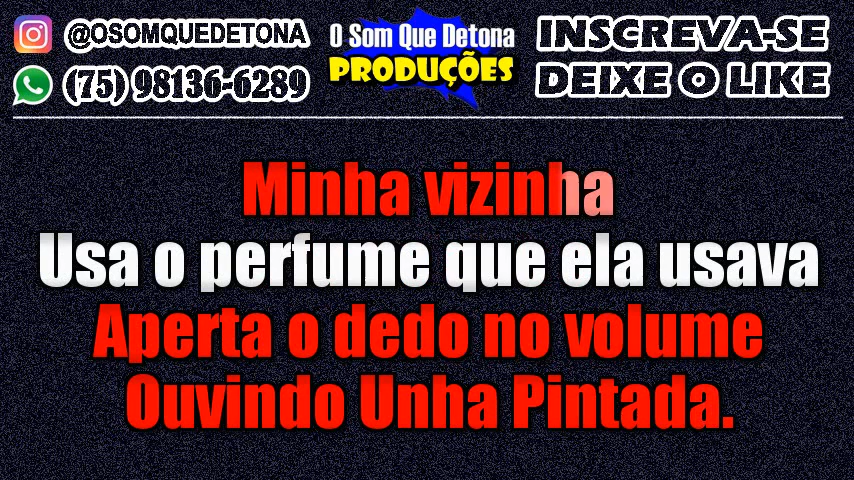 @OSOMQUEDETONA
(75) 98136-6289
O Som Que Detona
PRODUÇÕES
INSCREVA-SE
DEIXE O LIKE
Minha vizinha
Usa o perfume que ela usava
Aperta o dedo no volume
Ouvindo Unha Pintada.